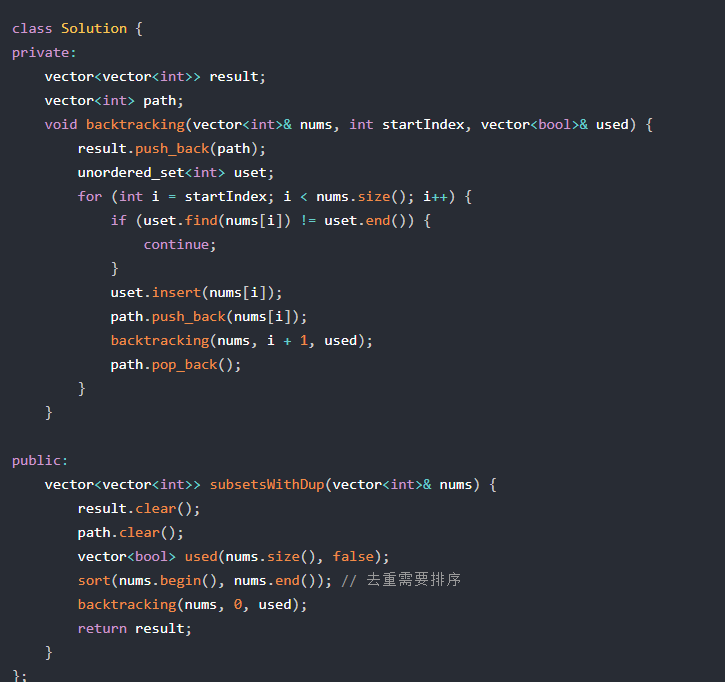 class Solution {
private:
    vector<vector<int>> result;
    vector<int> path;
    void backtracking(vector<int>& nums, int startIndex, vector<bool>& used) {
        result.push_back(path);
        unordered_set<int> uset;
        for (int i = startIndex; i < nums.size(); i++) {
            if (uset.find(nums[i]) != uset.end()) {
                continue;
            }
            uset.insert(nums[i]);
            path.push_back(nums[i]);
            backtracking(nums, i + 1, used);
            path.pop_back();
        }
    }

public:
    vector<vector<int>> subsetsWithDup(vector<int>& nums) {
        result.clear();
        path.clear();
        vector<bool> used(nums.size(), false);
        sort(nums.begin(), nums.end()); // 去重需要排序
        backtracking(nums, 0, used);
        return result;
    }
};